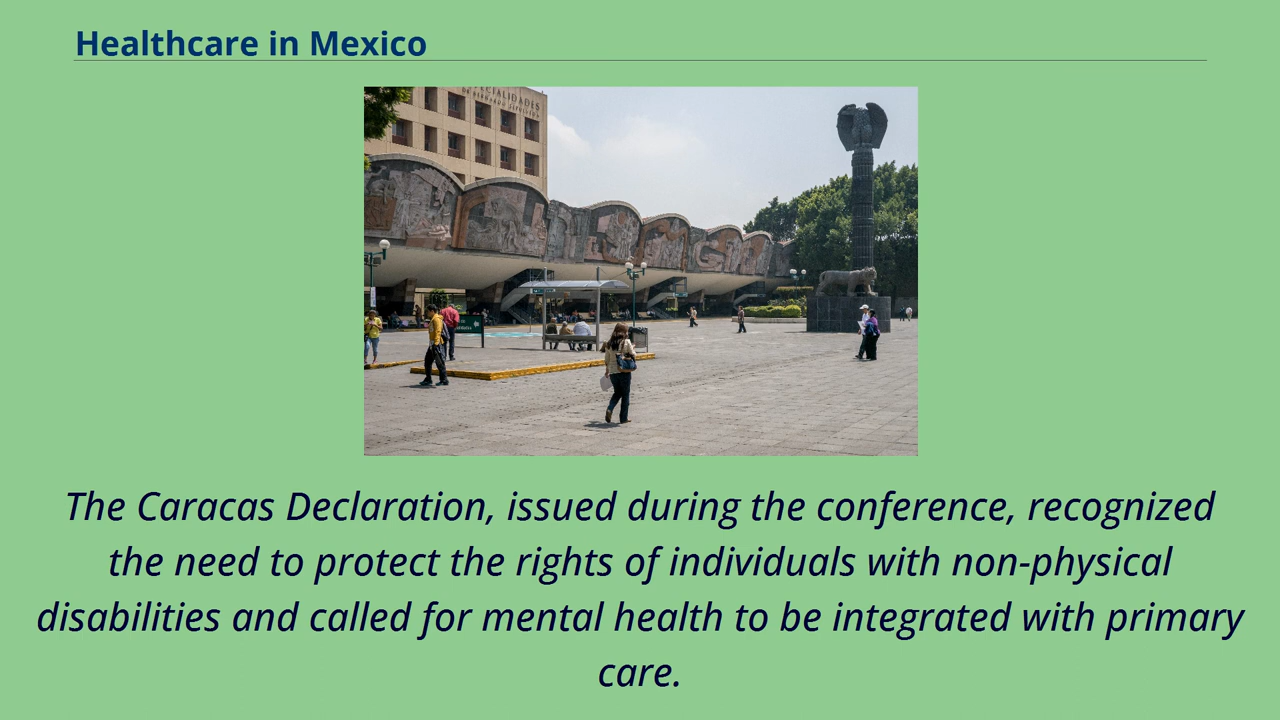 Healthcare in Mexico
The Caracas Declaration, issued during the conference, recognized
the need to protect the rights of individuals with non-physical
disabilities and called for mental health to be integrated with primary
care.